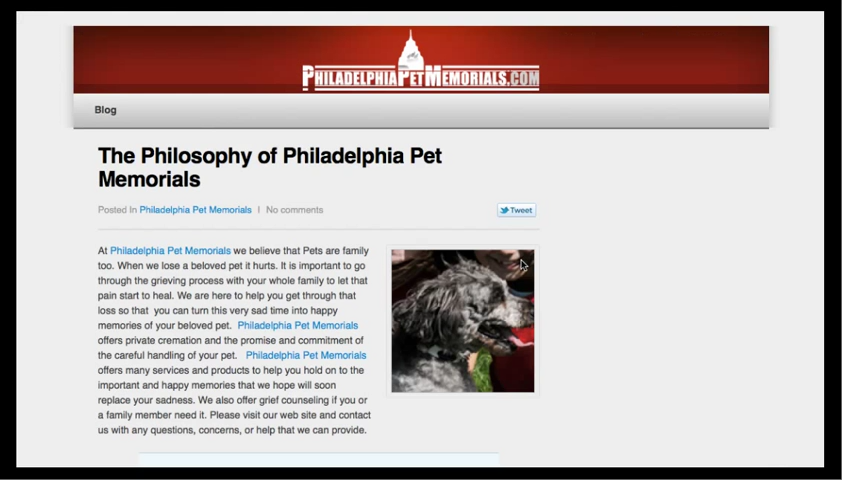 PHILADELPHIAPETMEMORIALS.COM
Blog
The Philosophy of Philadelphia Pet
Memorials
Posted In Philadelphia Pet Memorials | No comments
Tweet
At Philadelphia Pet Memorials we believe that Pets are family
too. When we lose a beloved pet it hurts. It is important to go
through the grieving process with your whole family to let that
pain start to heal. We are here to help you get through that
loss so that you can turn this very sad time into happy
memories of your beloved pet. Philadelphia Pet Memorials
offers private cremation and the promise and commitment of
the careful handling of your pet. Philadelphia Pet Memorials
offers many services and products to help you hold on to the
important and happy memories that we hope will soon
replace your sadness. We also offer grief counseling if you or
a family member need it. Please visit our web site and contact
us with any questions, concerns, or help that we can provide.